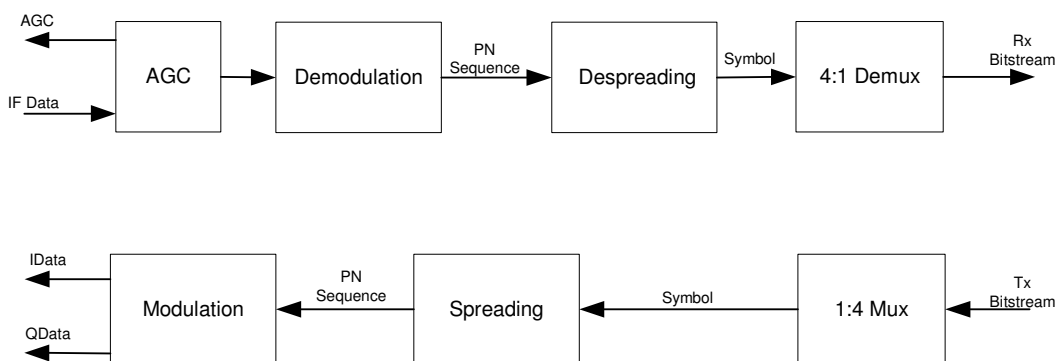 AGC
IF Data
AGC
Demodulation
PN
Sequence
Despreading
Symbol
4:1 Demux
Rx
Bitstream
IData
QData
Modulation
PN
Sequence
Spreading
Symbol
1:4 Mux
Tx
Bitstream